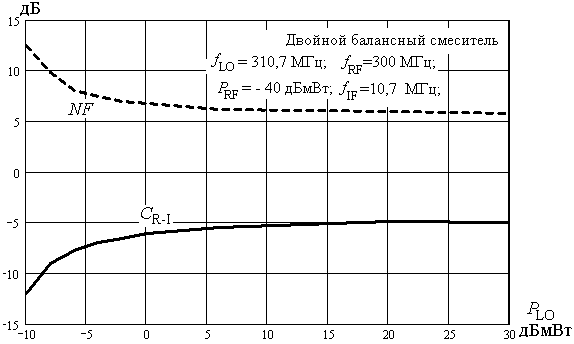 дБ
15
10
5
0
-5
-10
-15
Двойной балансный смеситель
fLO = 310,7 МГц; fRF=300 МГц;
PRF = - 40 дБмВт; fIF=10,7 МГц;
NF
CR-I
-10 -5 0 5 10 15 20 25 30
PLO
дБмВт